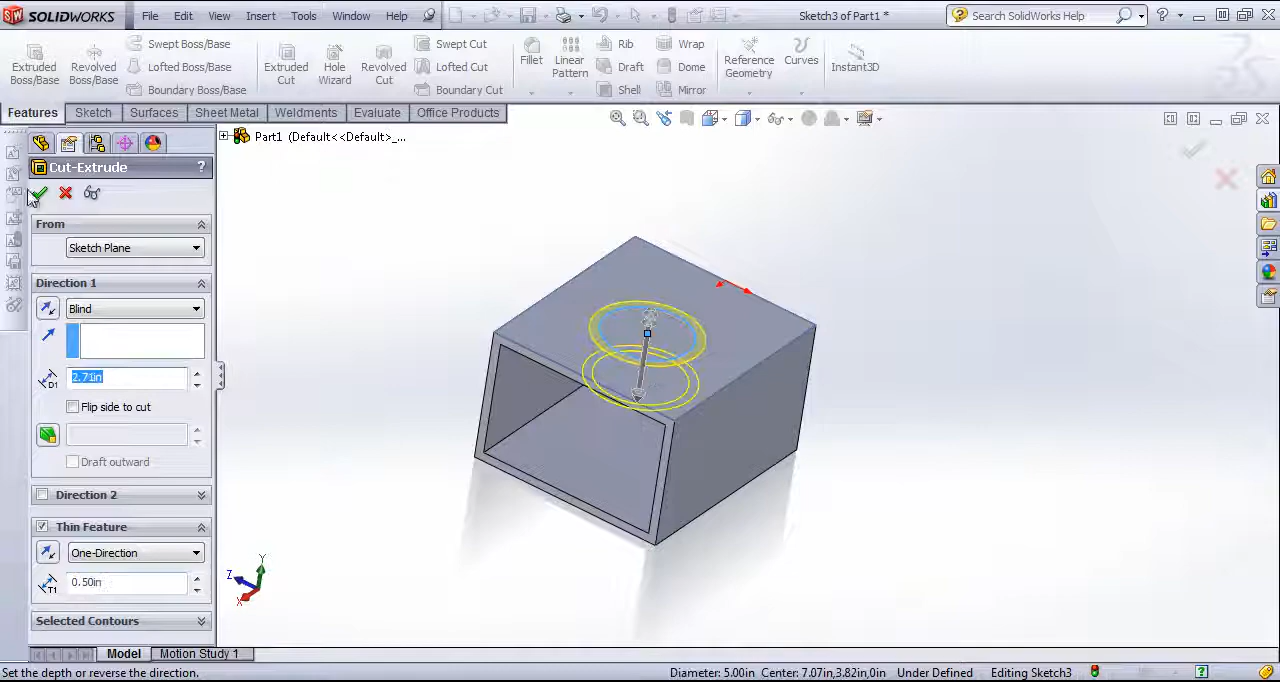 SOLIDWORKS File Edit View Insert Tools Window Help Sketch3 of Part1 * Search SolidWorks Help
Extruded Boss/Base
Revolved Boss/Base
Swept Boss/Base
Lofted Boss/Base
Boundary Boss/Base
Extruded Cut
Hole Wizard
Revolved Cut
Swept Cut
Lofted Cut
Boundary Cut
Fillet
Linear Pattern
Rib
Draft
Shell
Wrap
Dome
Mirror
Reference Geometry
Curves
Instant3D
Features Sketch Surfaces Sheet Metal Weldments Evaluate Office Products
Part1 (Default<<Default>_...
Cut-Extrude ?
From
Sketch Plane
Direction 1
Blind
D1 2.71in
Flip side to cut
Draft outward
Direction 2
Thin Feature
One-Direction
T1 0.50in
Selected Contours
Y
Z
X
Model Motion Study 1
Set the depth or reverse the direction. Diameter: 5.00in Center: 7.07in,3.82in,0in Under Defined Editing Sketch3 ?